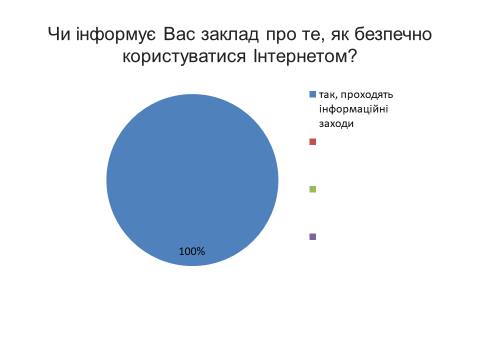 Чи інформує Вас заклад про те, як безпечно
користуватися Інтернетом?
так, проходять
інформаційні
заходи
100%